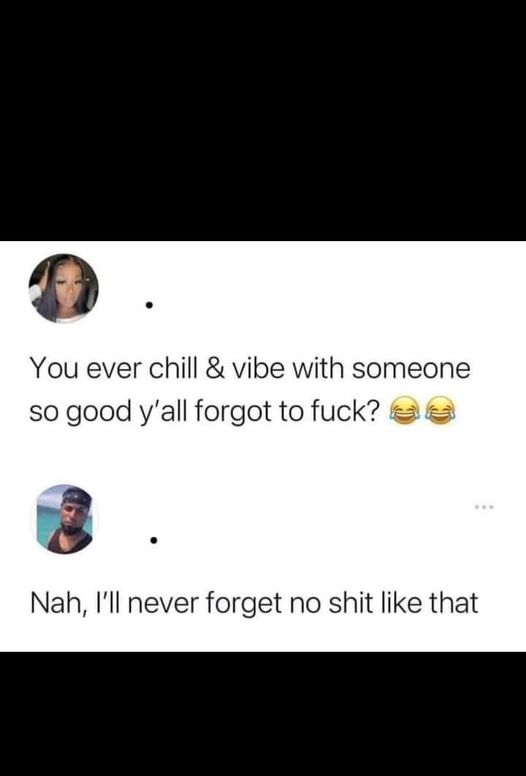 You ever chill & vibe with someone
so good y'all forgot to fuck? 😂😂
Nah, I'll never forget no shit like that